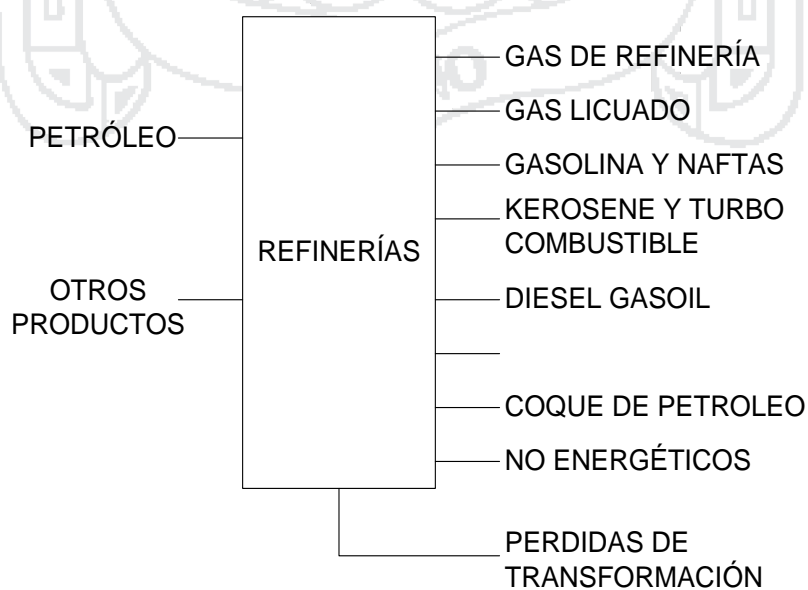 PETRÓLEO
OTROS
PRODUCTOS
REFINERÍAS
GAS DE REFINERÍA
GAS LICUADO
GASOLINA Y NAFTAS
KEROSENE Y TURBO
COMBUSTIBLE
DIESEL GASOIL
COQUE DE PETROLEO
NO ENERGÉTICOS
PERDIDAS DE
TRANSFORMACIÓN